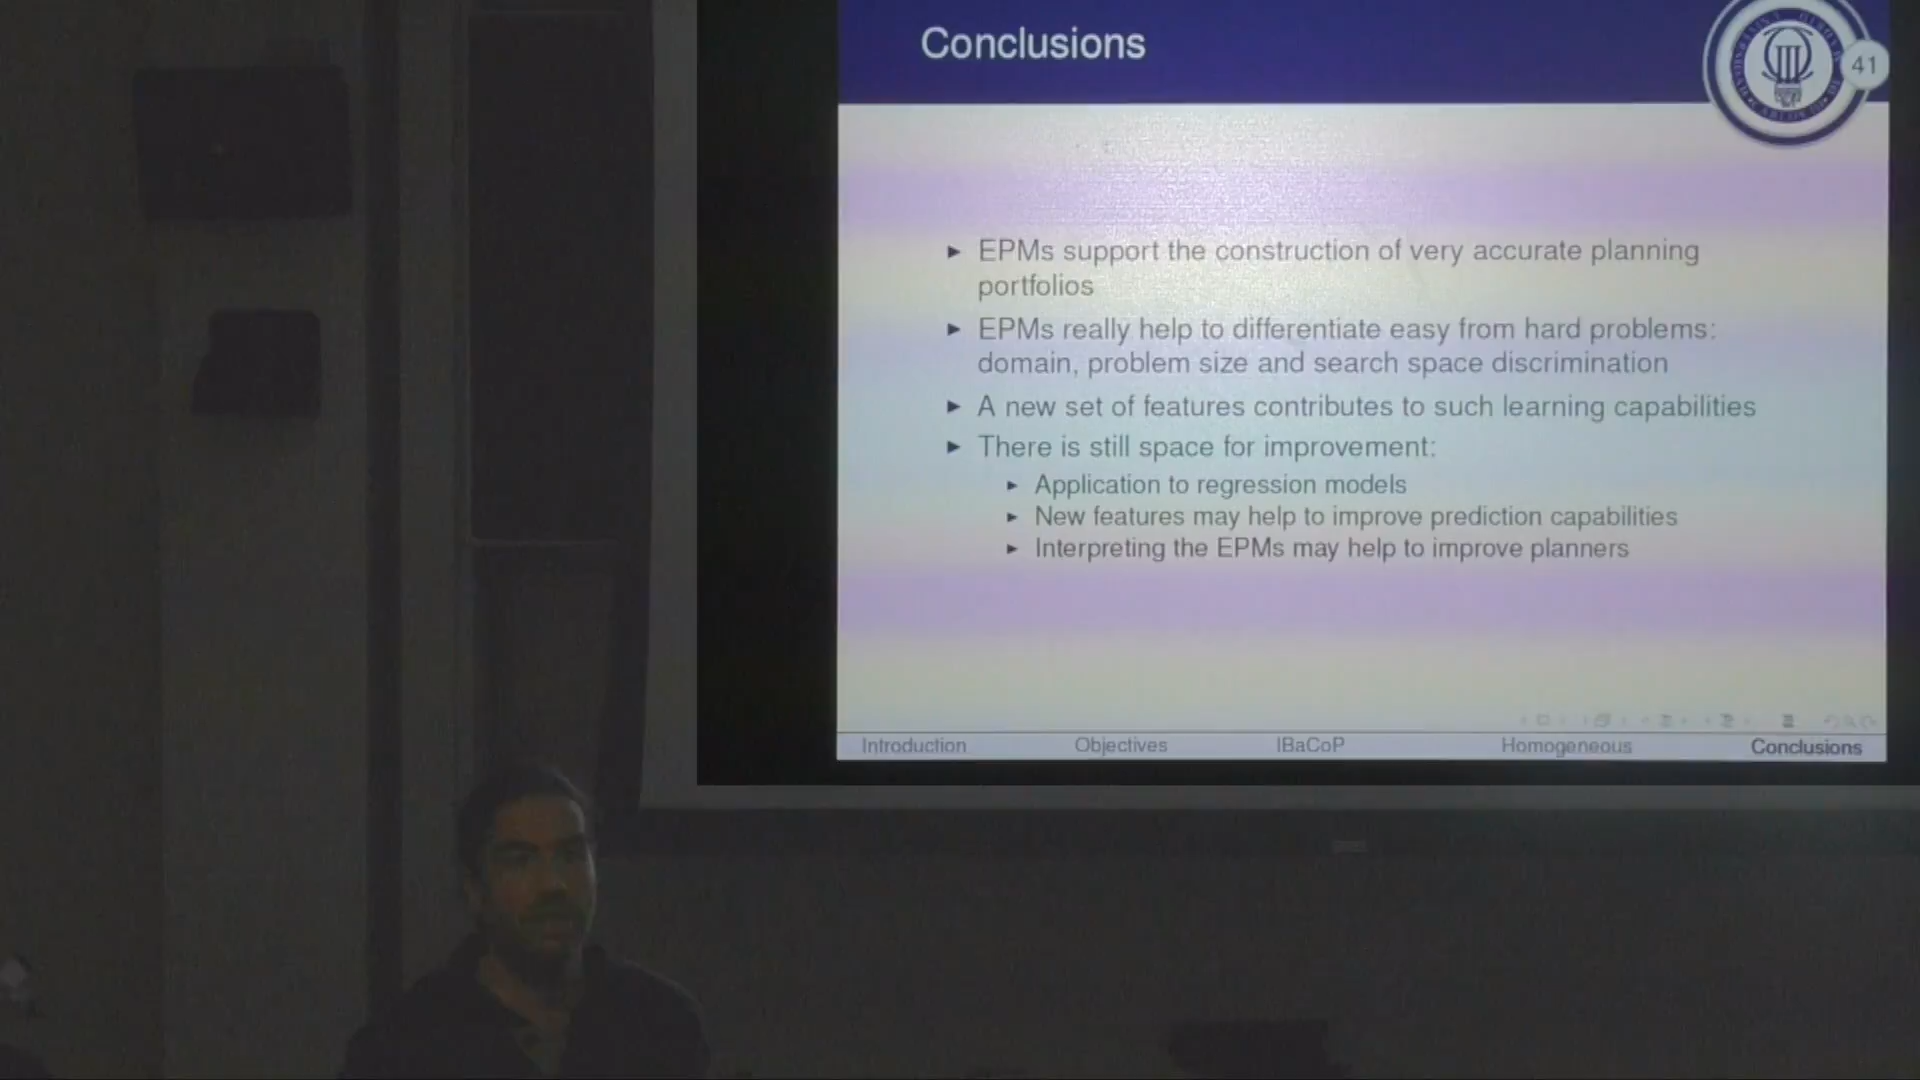 Conclusions
41
► EPMs support the construction of very accurate planning
portfolios
► EPMs really help to differentiate easy from hard problems:
domain, problem size and search space discrimination
► A new set of features contributes to such learning capabilities
► There is still space for improvement:
► Application to regression models
► New features may help to improve prediction capabilities
► Interpreting the EPMs may help to improve planners
Introduction Objectives IBaCoP Homogeneous Conclusions